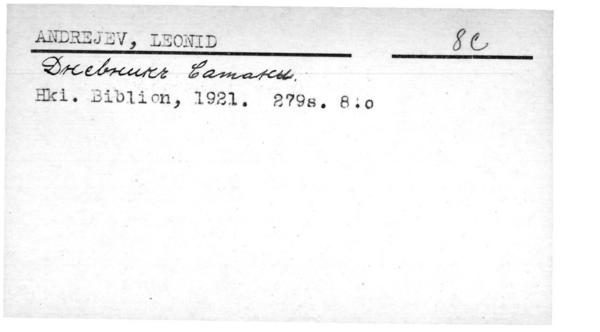 ANDREJEV, LEONID 8C
Дневникъ Сатаны.
Hki. Biblion, 1921. 279s. 8:o